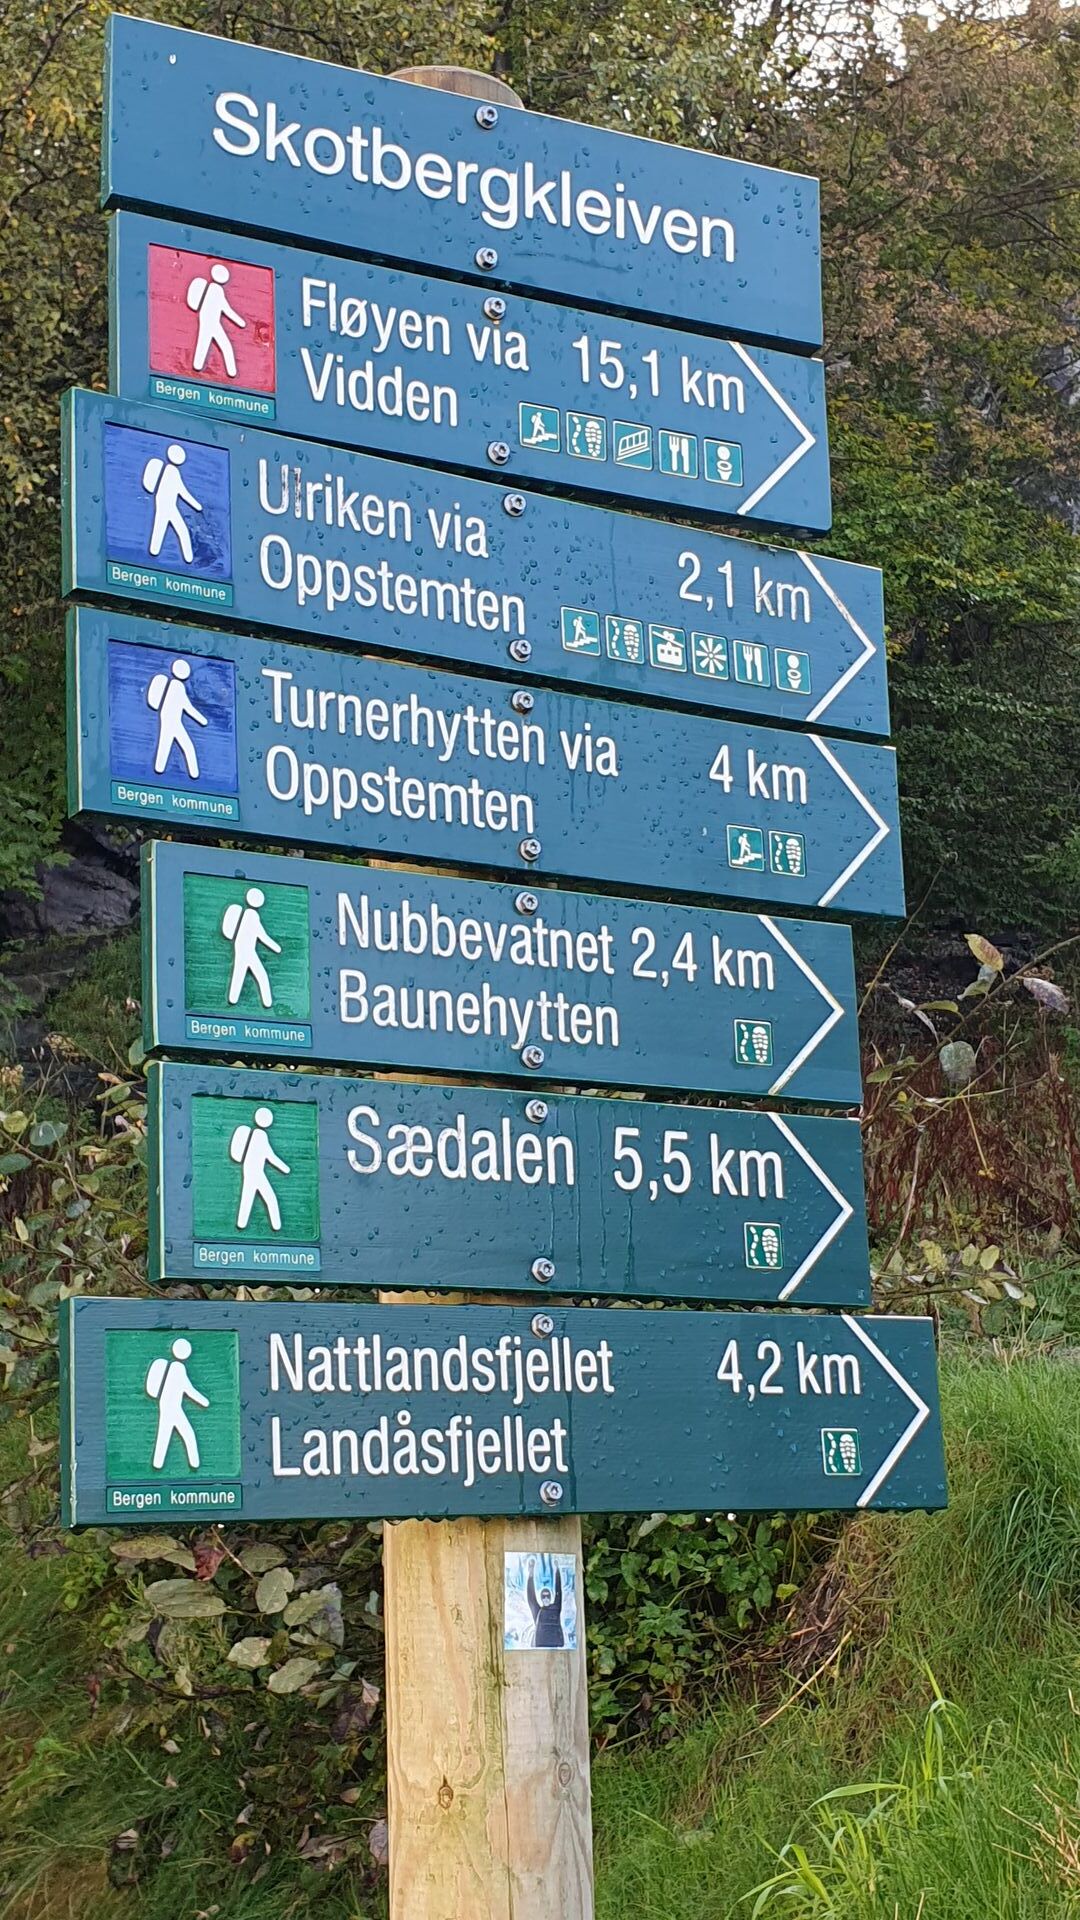 Skotbergkleiven
Fløyen via 15,1 km
Vidden
Bergen kommune
Ulriken via
Oppstemten 2,1 km
Bergen kommune
Turnerhytten via 4 km
Oppstemten
Bergen kommune
Nubbevatnet 2,4 km
Baunehytten
Bergen kommune
Sædalen 5,5 km
Bergen kommune
Nattlandsfjellet 4,2 km
Landåsfjellet
Bergen kommune